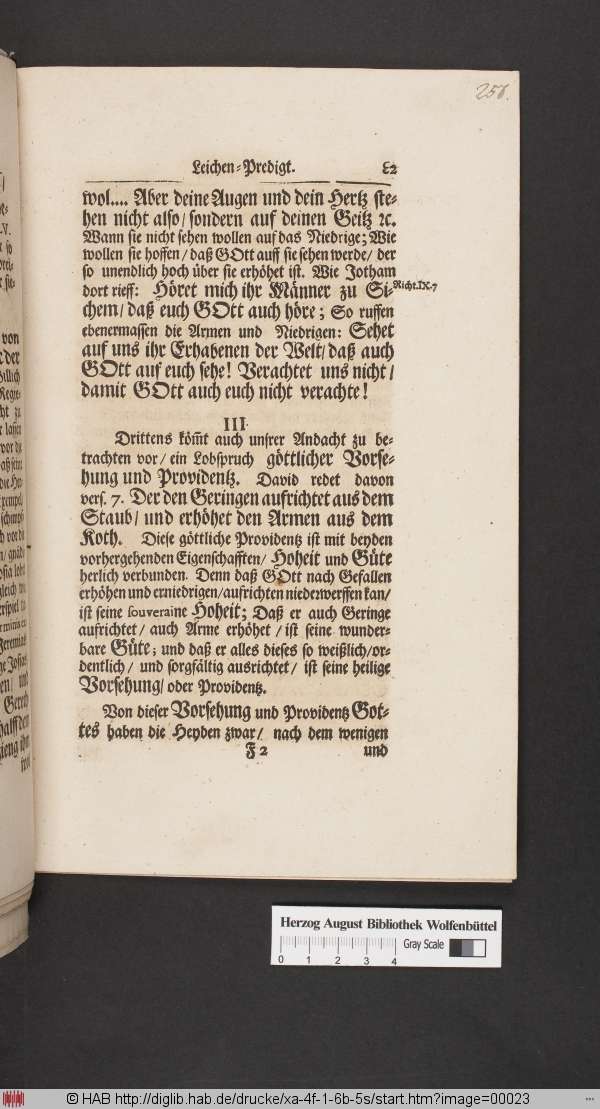 256.
Leichen-Predigt.
wol.... Aber deine Augen und dein Hertz ste-
hen nicht also/ sondern auf deinen Geitz ꝛc.
Wann sie nicht sehen wollen auf das Niedrige; Wie
wollen sie hoffen/ daß GOtt auff sie sehen werde/ der
so unendlich hoch über sie erhöhet ist. Wie Jotham
dort rieff: Höret mich ihr Männer zu Si-
Richt. IX. 7
chem/ daß euch GOtt auch höre; So ruffen
ebenermassen die Armen und Niedrigen: Sehet
auf uns ihr Erhabenen der Welt/ daß auch
GOtt auf euch sehe! Verachtet uns nicht/
damit GOtt auch euch nicht verachte!
III.
Drittens köm̃t auch unsrer Andacht zu be-
trachten vor/ ein Lobspruch göttlicher Vorse-
hung und Providentz. David redet davon
vers. 7. Der den Geringen aufrichtet aus dem
Staub/ und erhöhet den Armen aus dem
Koth. Diese göttliche Providentz ist mit beyden
vorhergehenden Eigenschafften/ Hoheit und Güte
herlich verbunden. Denn daß GOtt nach Gefallen
erhöhen und erniedrigen/ aufrichten niederwerffen kan/
ist seine souveraine Hoheit; Daß er auch Geringe
aufrichtet/ auch Arme erhöhet/ ist seine wunder-
bare Güte; und daß er alles dieses so weißlich/ or-
dentlich/ und sorgfältig ausrichtet/ ist seine heilige
Vorsehung/ oder Providentz.
Von dieser Vorsehung und Providentz Got-
tes haben die Heyden zwar/ nach dem wenigen
F 2 und
Herzog August Bibliothek Wolfenbüttel
Gray Scale
0 1 2 3 4
© HAB http://diglib.hab.de/drucke/xa-4f-1-6b-5s/start.htm?image=00023